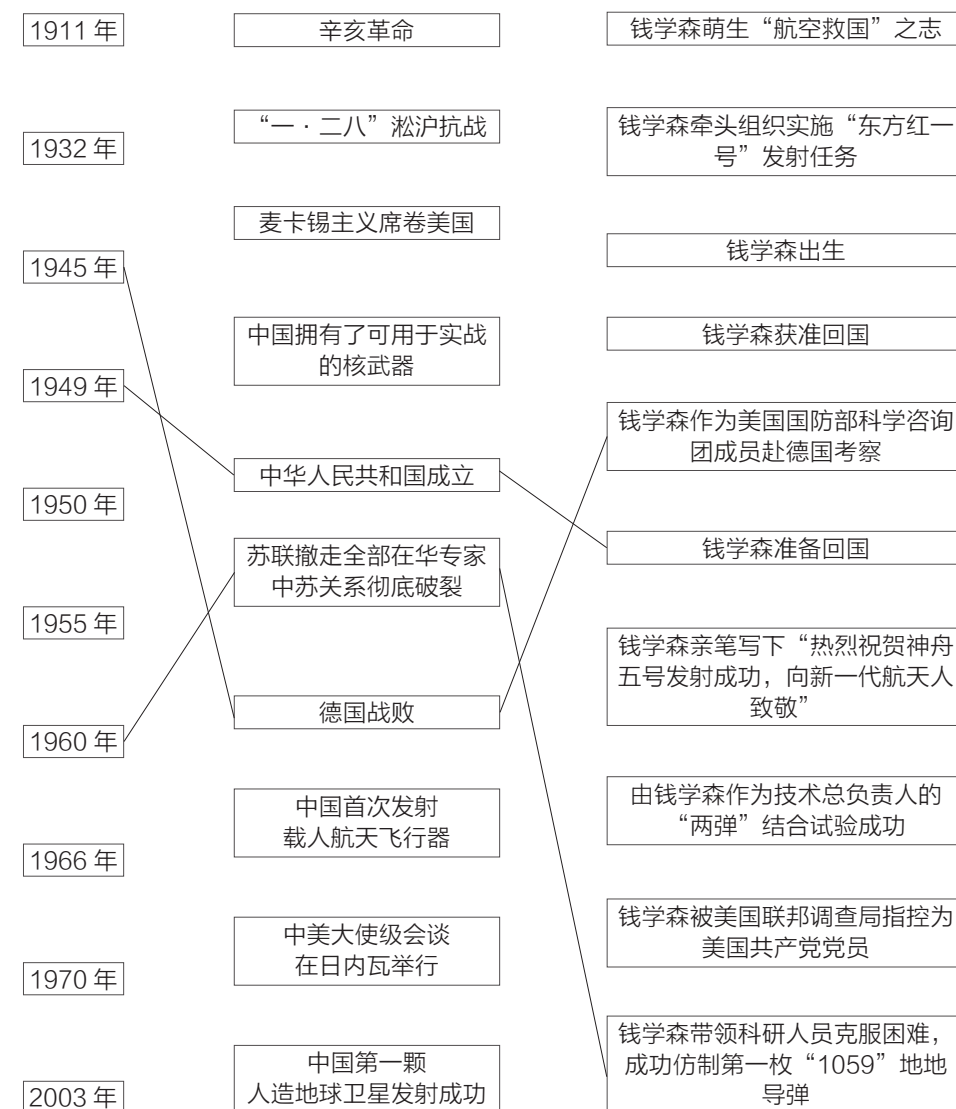 1911 年
辛亥革命
钱学森萌生“航空救国”之志
1932 年
“一 · 二八”淞沪抗战
钱学森牵头组织实施“东方红一
号”发射任务
麦卡锡主义席卷美国
钱学森出生
1945 年
中国拥有了可用于实战
的核武器
钱学森获准回国
1949 年
钱学森作为美国国防部科学咨询
团成员赴德国考察
中华人民共和国成立
1950 年
苏联撤走全部在华专家
中苏关系彻底破裂
钱学森准备回国
1955 年
钱学森亲笔写下“热烈祝贺神舟
五号发射成功，向新一代航天人
致敬”
德国战败
1960 年
中国首次发射
载人航天飞行器
由钱学森作为技术总负责人的
“两弹”结合试验成功
1966 年
中美大使级会谈
在日内瓦举行
钱学森被美国联邦调查局指控为
美国共产党党员
1970 年
中国第一颗
人造地球卫星发射成功
钱学森带领科研人员克服困难，
成功仿制第一枚“1059”地地
导弹
2003 年